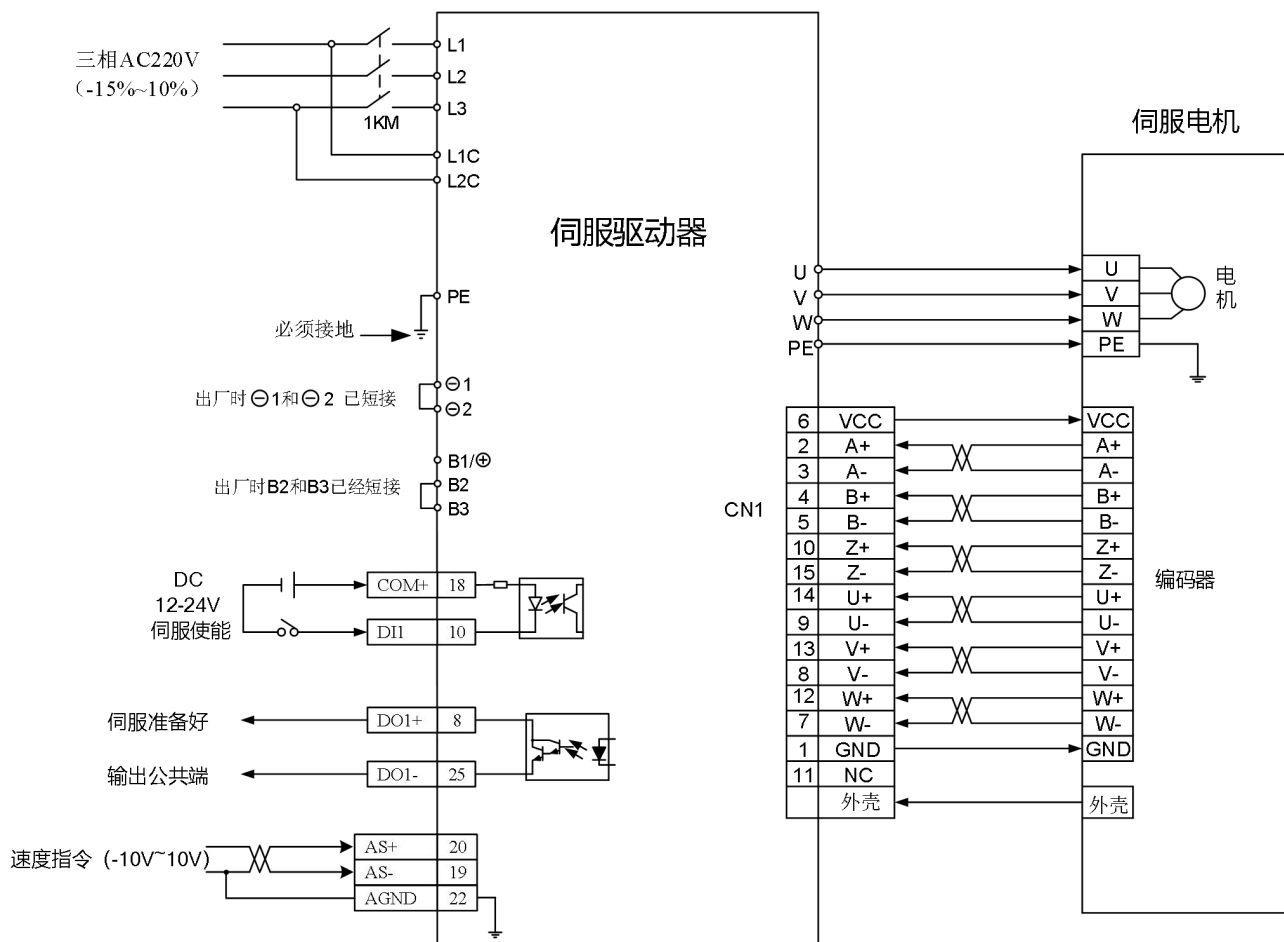 三相AC220V
（-15%~10%）
1KM
L1
L2
L3
L1C
L2C
伺服驱动器
伺服电机
PE
必须接地
出厂时⊖1和⊖2 已短接
⊖1
⊖2
出厂时B2和B3已经短接
B1/⊕
B2
B3
U
V
W
PE
U
V
W
PE
电
机
CN1
6 VCC
2 A+
3 A-
4 B+
5 B-
10 Z+
15 Z-
14 U+
9 U-
13 V+
8 V-
12 W+
7 W-
1 GND
11 NC
外壳
VCC
A+
A-
B+
B-
Z+
Z-
U+
U-
V+
V-
W+
W-
GND
外壳
编码器
DC
12-24V
伺服使能
COM+ 18
DI1 10
伺服准备好
DO1+ 8
输出公共端
DO1- 25
速度指令（-10V~10V）
AS+ 20
AS- 19
AGND 22